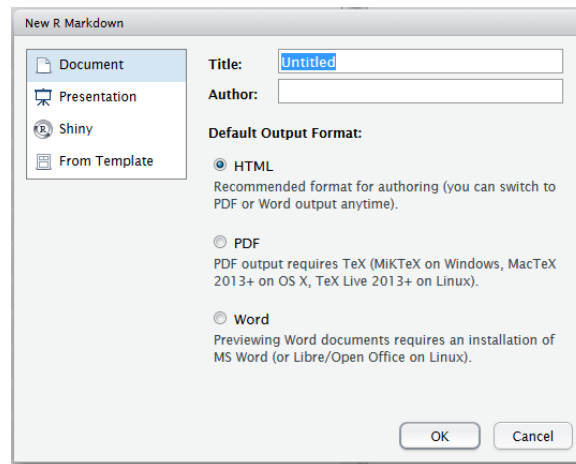 New R Markdown
Document
Presentation
Shiny
From Template
Title: Untitled
Author:
Default Output Format:
HTML
Recommended format for authoring (you can switch to
PDF or Word output anytime).
PDF
PDF output requires TeX (MiKTeX on Windows, MacTeX
2013+ on OS X, TeX Live 2013+ on Linux).
Word
Previewing Word documents requires an installation of
MS Word (or Libre/Open Office on Linux).
OK Cancel